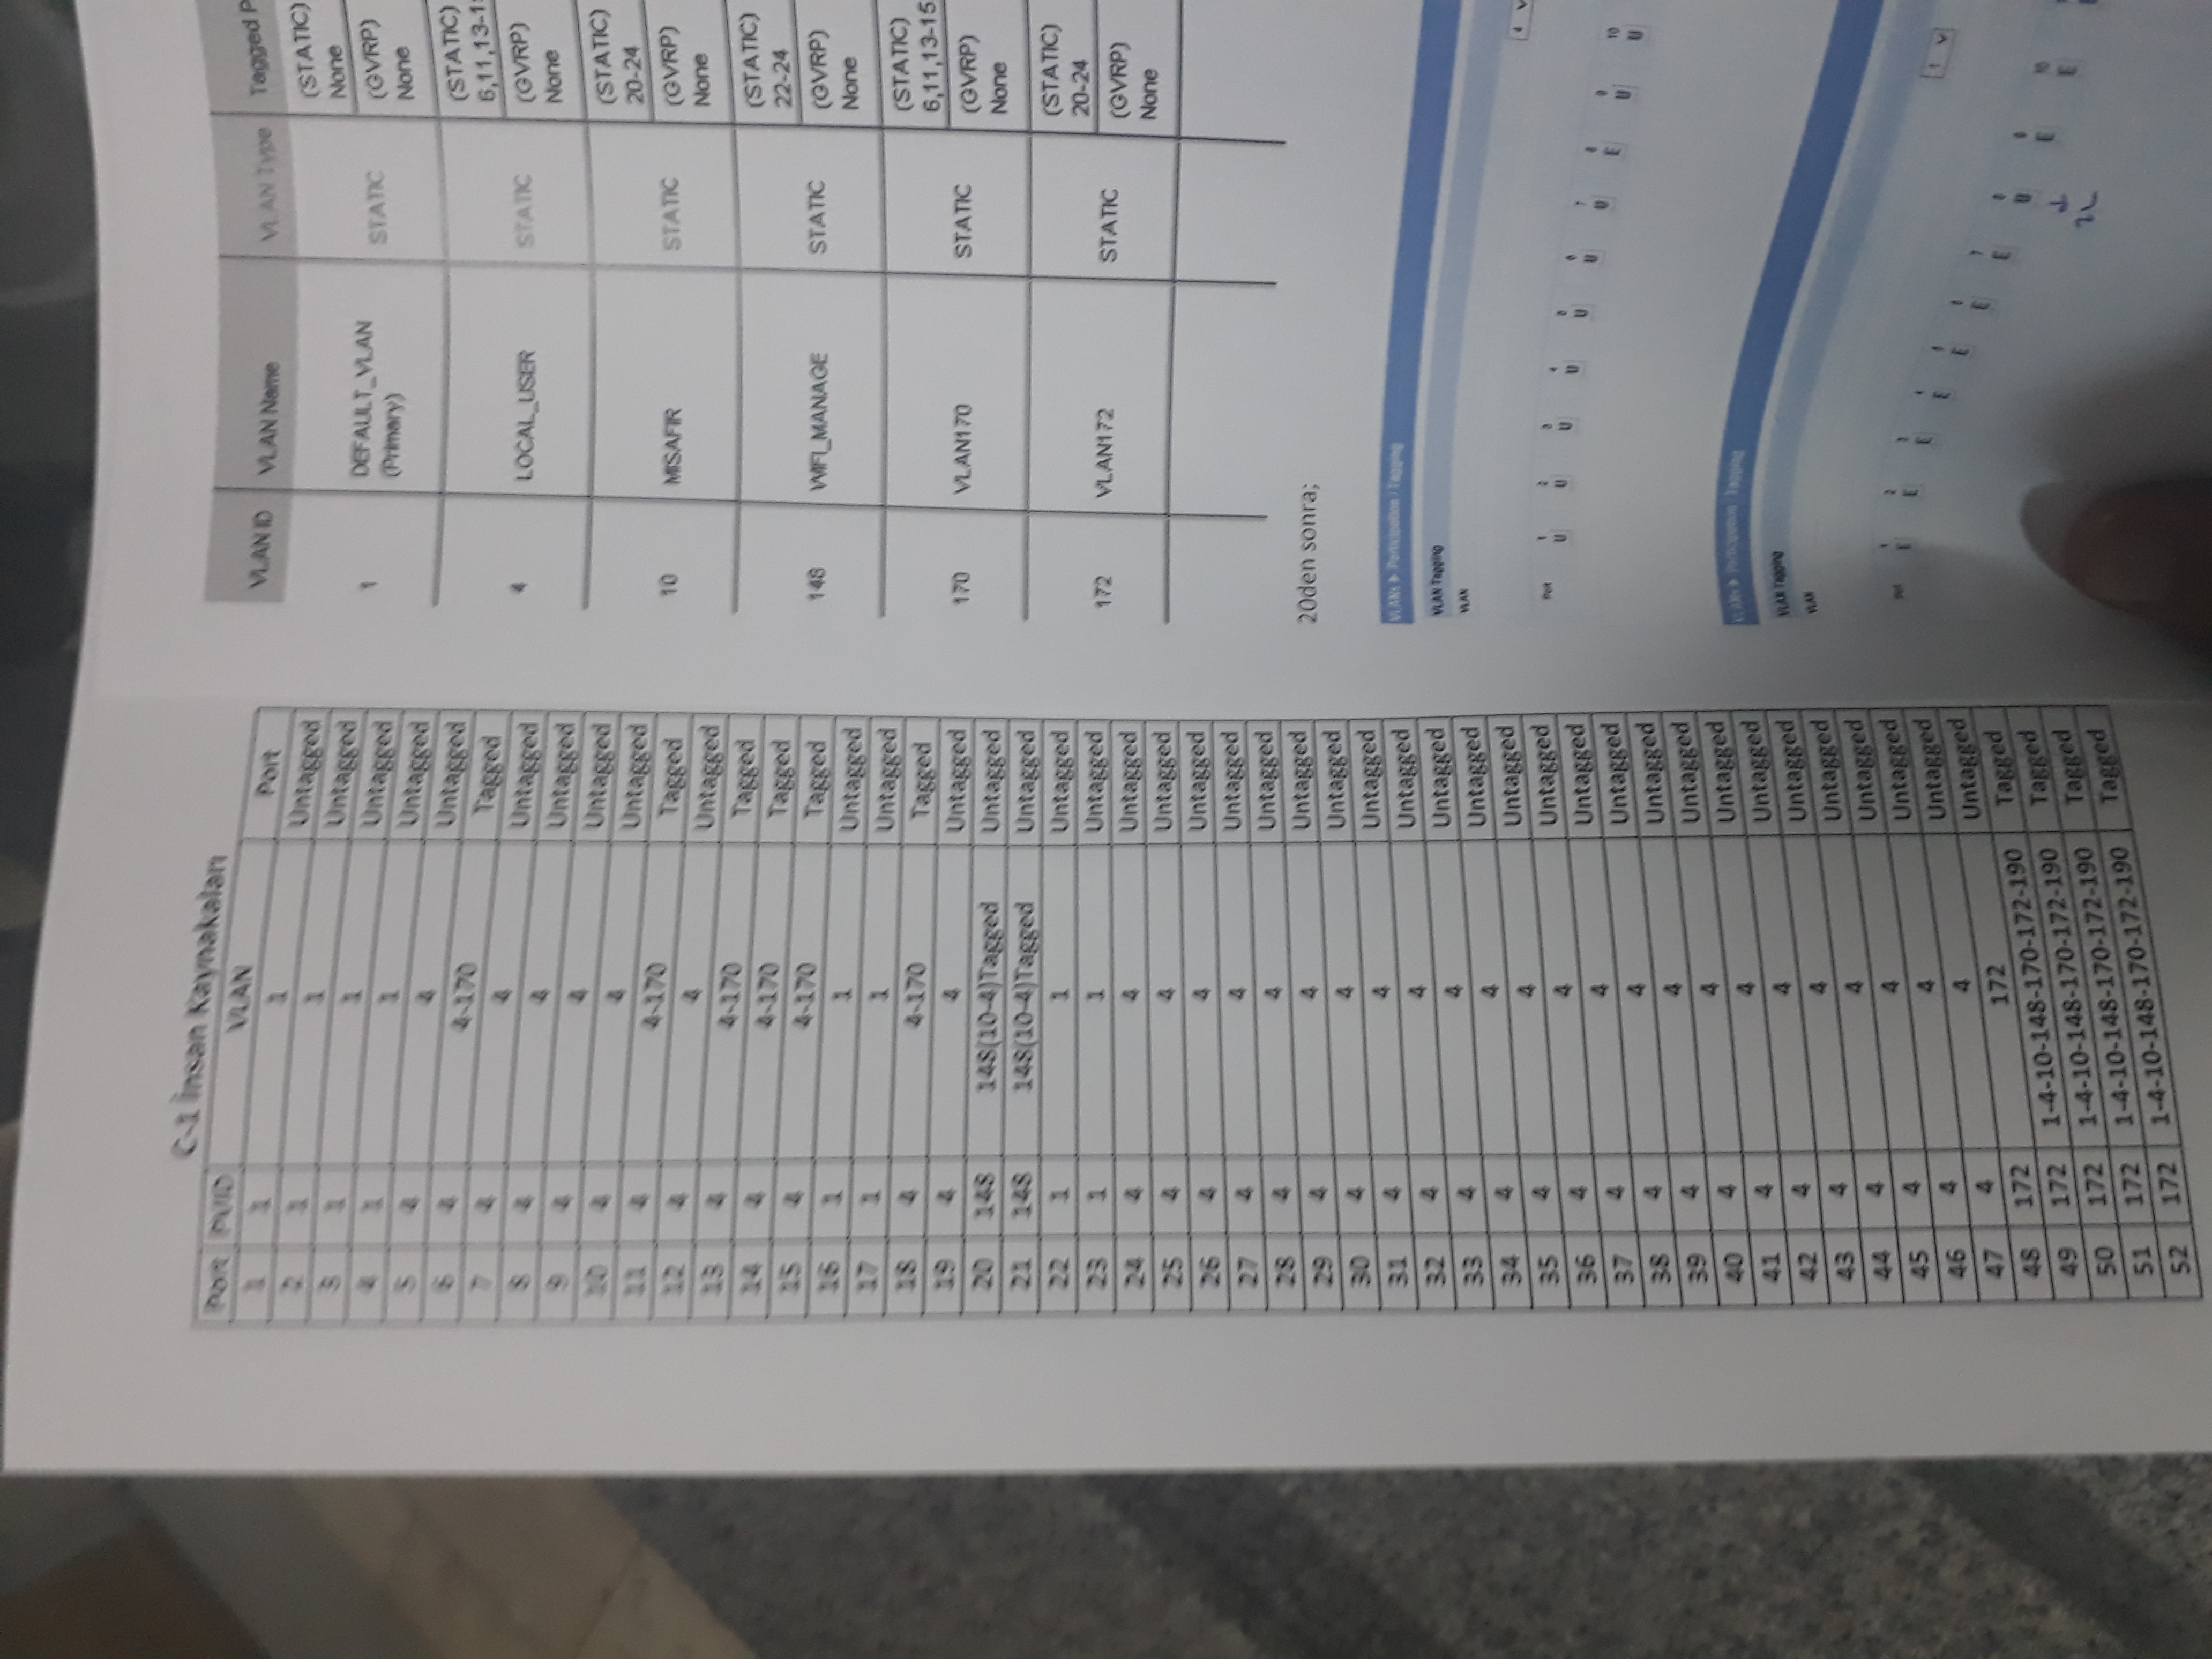 C-1 İnsan Kaynakaları
Port PVID VLAN Port
1 1 1 Untagged
2 1 1 Untagged
3 1 1 Untagged
4 1 1 Untagged
5 4 4 Untagged
6 4 4-170 Tagged
7 4 4 Untagged
8 4 4 Untagged
9 4 4 Untagged
10 4 4 Untagged
11 4 4-170 Tagged
12 4 4 Untagged
13 4 4-170 Tagged
14 4 4-170 Tagged
15 4 4-170 Tagged
16 1 1 Untagged
17 1 1 Untagged
18 4 4-170 Tagged
19 4 4 Untagged
20 148 148(10-4)Tagged Untagged
21 148 148(10-4)Tagged Untagged
22 1 1 Untagged
23 1 1 Untagged
24 4 4 Untagged
25 4 4 Untagged
26 4 4 Untagged
27 4 4 Untagged
28 4 4 Untagged
29 4 4 Untagged
30 4 4 Untagged
31 4 4 Untagged
32 4 4 Untagged
33 4 4 Untagged
34 4 4 Untagged
35 4 4 Untagged
36 4 4 Untagged
37 4 4 Untagged
38 4 4 Untagged
39 4 4 Untagged
40 4 4 Untagged
41 4 4 Untagged
42 4 4 Untagged
43 4 4 Untagged
44 4 4 Untagged
45 4 4 Untagged
46 4 4 Untagged
47 4 4 Untagged
48 172 172 Untagged
49 172 1-4-10-148-170-172-190 Tagged
50 172 1-4-10-148-170-172-190 Tagged
51 172 1-4-10-148-170-172-190 Tagged
52 172 1-4-10-148-170-172-190 Tagged
VLAN ID VLAN Name VLAN Type Tagged P
(STATIC)
None
1 DEFAULT_VLAN STATIC
(Primary)
(GVRP)
None
(STATIC)
6,11,13-1
4 LOCAL_USER STATIC
(GVRP)
None
(STATIC)
20-24
10 MISAFIR STATIC
(GVRP)
None
(STATIC)
22-24
148 WIFI_MANAGE STATIC
(GVRP)
None
(STATIC)
6,11,13-15
170 VLAN170 STATIC
(GVRP)
None
(STATIC)
20-24
172 VLAN172 STATIC
(GVRP)
None
20den sonra;
VLANs Participation / Tagging
VLAN Tagging
VLAN
4
Port 1 2 3 4 5 6 7 8 9 10
U U U U U U U E U U
VLANs Participation / Tagging
VLAN Tagging
VLAN
1
Port 1 2 3 4 5 6 7 8 9 10
E E E E E E E U E E